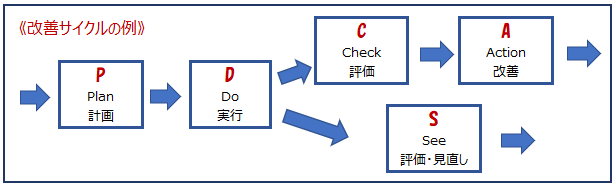 《改善サイクルの例》
P
Plan
計画
D
Do
実行
C
Check
評価
A
Action
改善
S
See
評価・見直し